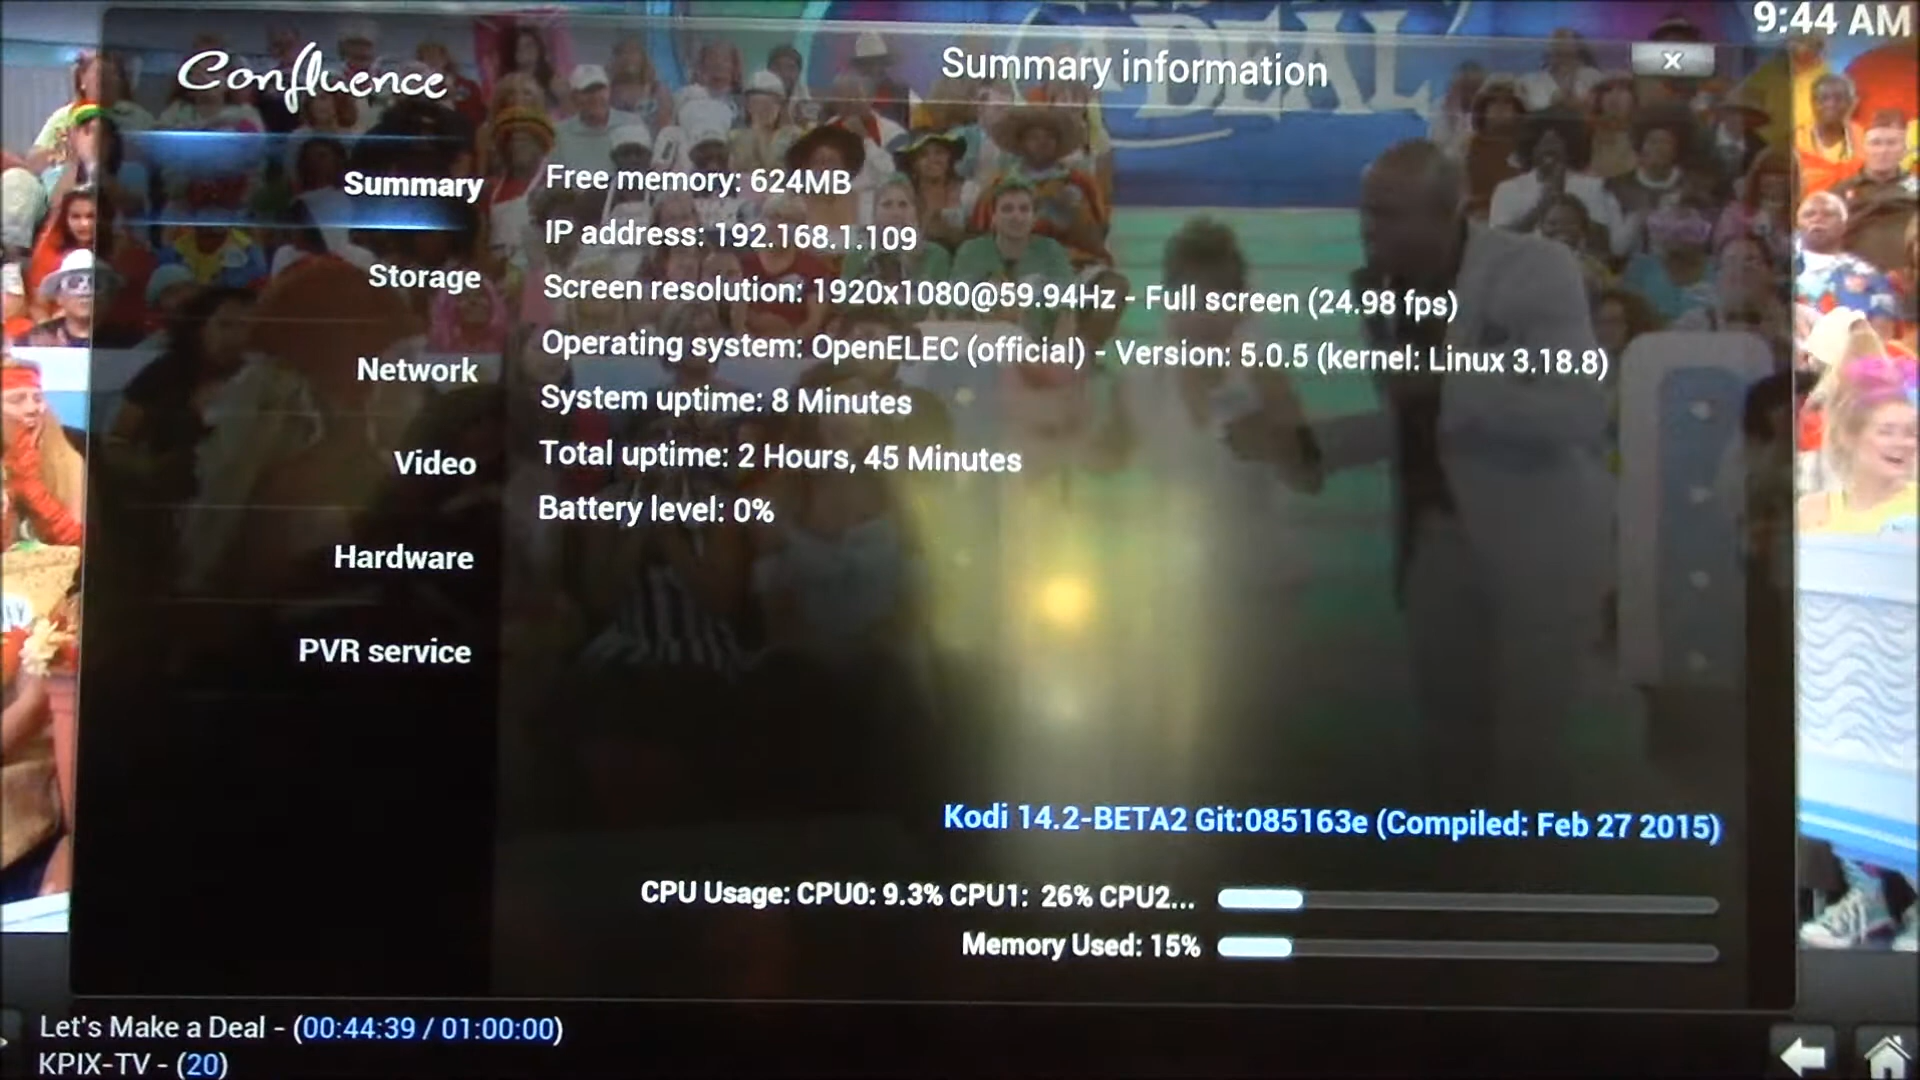 DEAL
9:44 AM
Confluence
Summary information
×
Summary
Storage
Network
Video
Hardware
PVR service
Free memory: 624MB
IP address: 192.168.1.109
Screen resolution: 1920x1080@59.94Hz - Full screen (24.98 fps)
Operating system: OpenELEC (official) - Version: 5.0.5 (kernel: Linux 3.18.8)
System uptime: 8 Minutes
Total uptime: 2 Hours, 45 Minutes
Battery level: 0%
Kodi 14.2-BETA2 Git:085163e (Compiled: Feb 27 2015)
CPU Usage: CPU0: 9.3% CPU1: 26% CPU2...
Memory Used: 15%
Let's Make a Deal - (00:44:39 / 01:00:00)
KPIX-TV - (20)